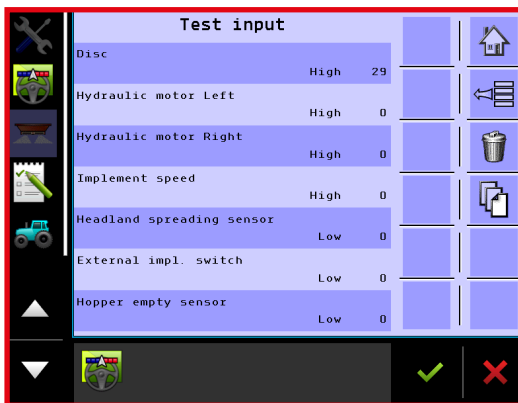 Test input
Disc
High 29
Hydraulic motor Left
High 0
Hydraulic motor Right
High 0
Implement speed
High 0
Headland spreading sensor
Low 0
External impl. switch
Low 0
Hopper empty sensor
Low 0